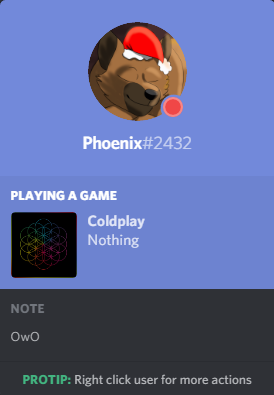 Phoenix#2432
PLAYING A GAME
Coldplay
Nothing
NOTE
OwO
PROTIP: Right click user for more actions